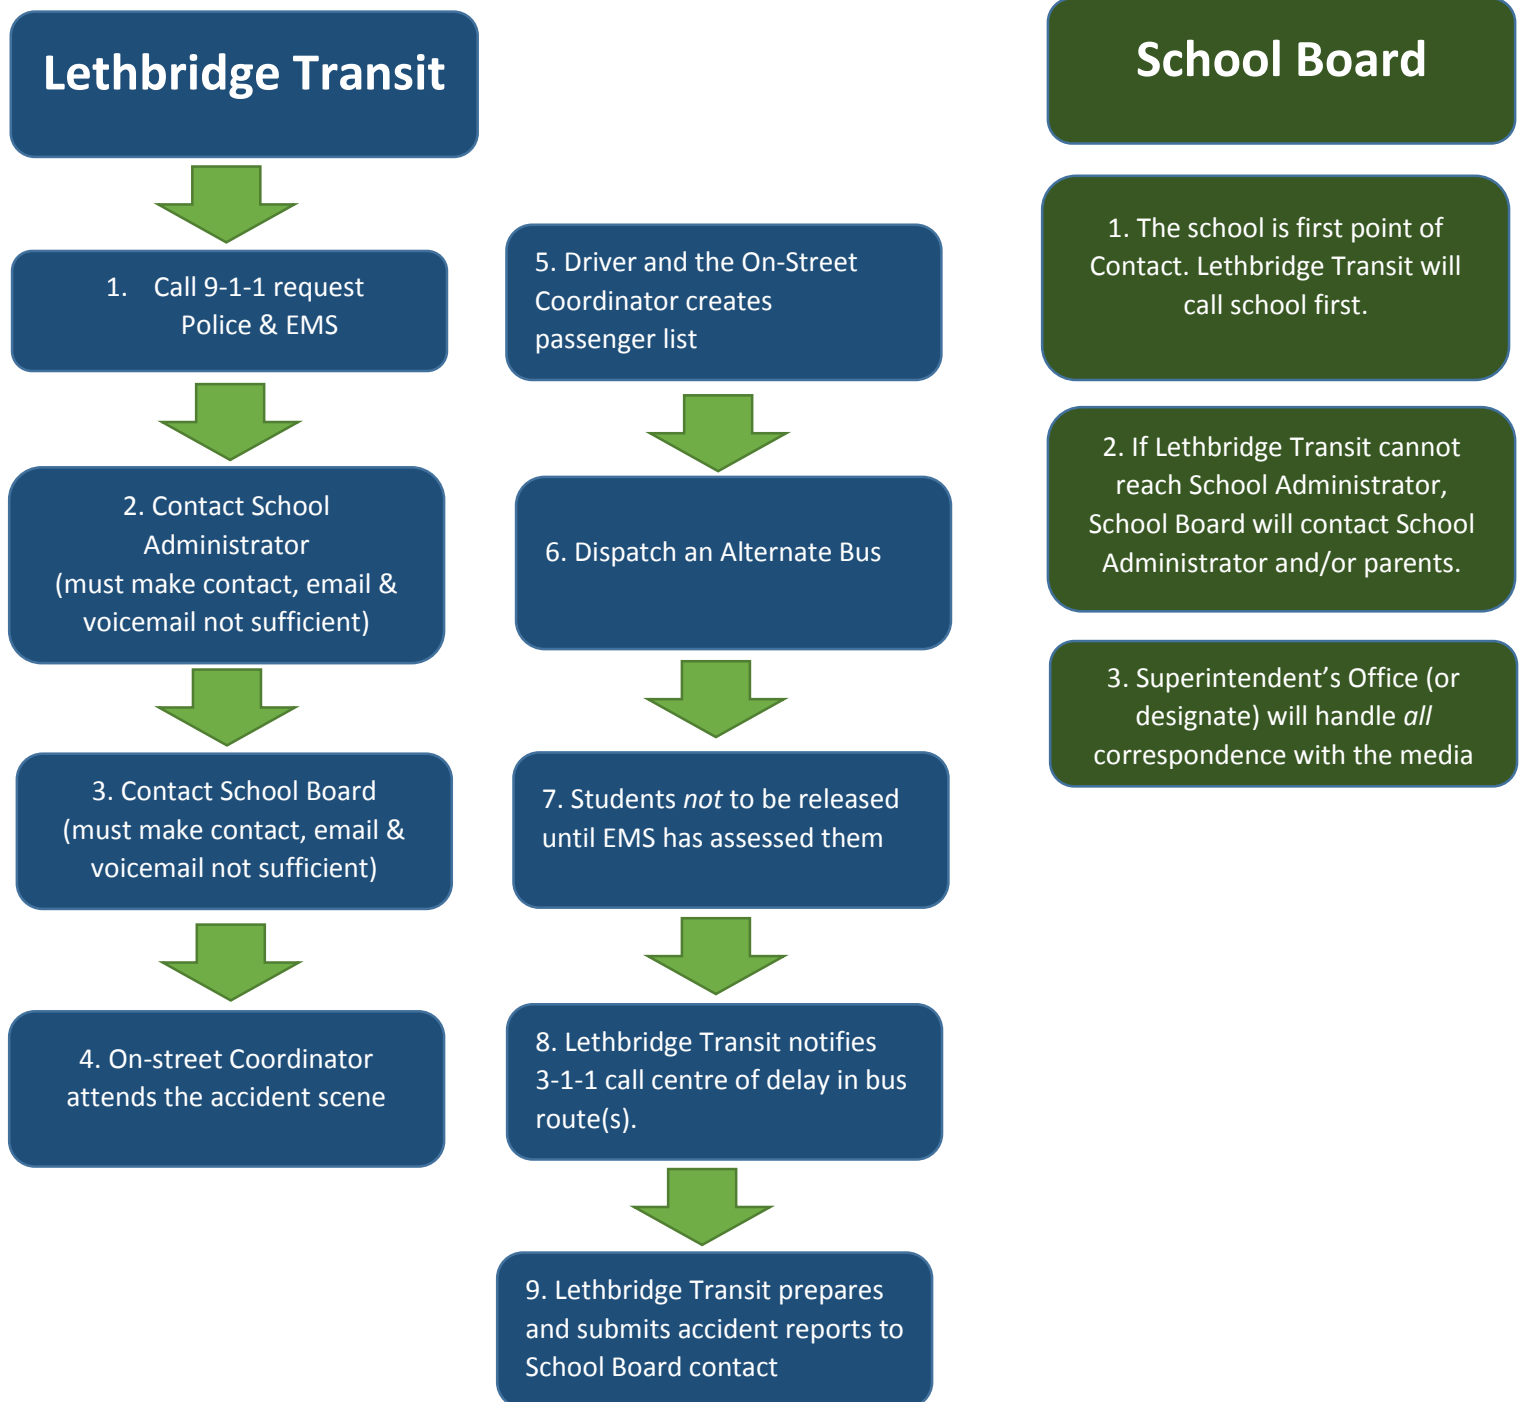 Lethbridge Transit
1. Call 9-1-1 request
Police & EMS
2. Contact School
Administrator
(must make contact, email &
voicemail not sufficient)
3. Contact School Board
(must make contact, email &
voicemail not sufficient)
4. On-street Coordinator
attends the accident scene
5. Driver and the On-Street
Coordinator creates
passenger list
6. Dispatch an Alternate Bus
7. Students not to be released
until EMS has assessed them
8. Lethbridge Transit notifies
3-1-1 call centre of delay in bus
route(s).
9. Lethbridge Transit prepares
and submits accident reports to
School Board contact
School Board
1. The school is first point of
Contact. Lethbridge Transit will
call school first.
2. If Lethbridge Transit cannot
reach School Administrator,
School Board will contact School
Administrator and/or parents.
3. Superintendent’s Office (or
designate) will handle all
correspondence with the media